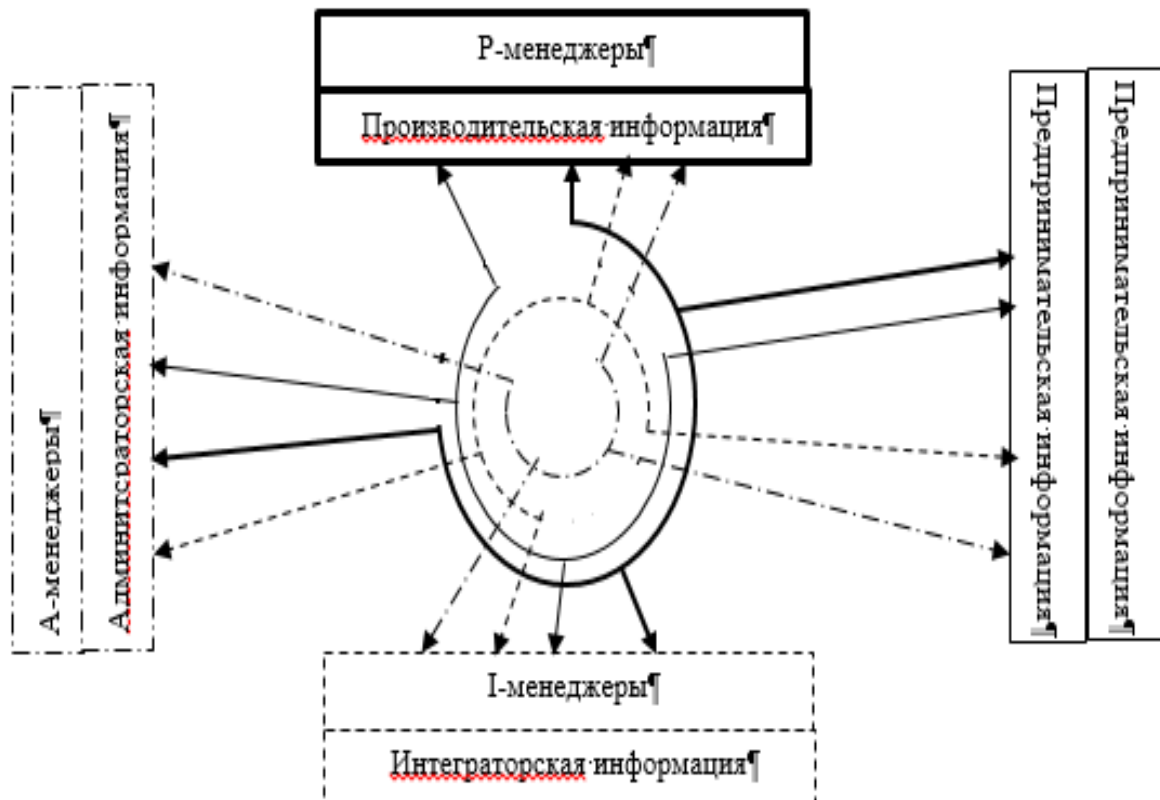 P-менеджеры¶
Производительская·информация¶
А-менеджеры¶
Админитсраторская·информация¶
Предпринимательская·информация¶
Предпринимательская·информация¶
I-менеджеры¶
Интеграторская·информация¶